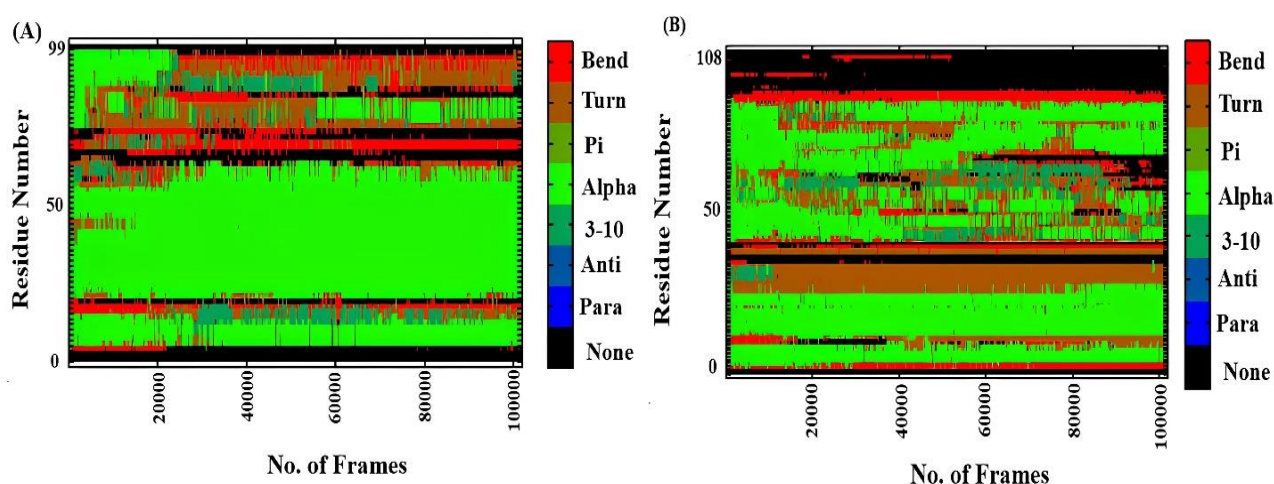 (A)
99
50
0
Residue Number
20000
40000
60000
80000
100000
No. of Frames
Bend
Turn
Pi
Alpha
3-10
Anti
Para
None
(B)
108
50
0
Residue Number
20000
40000
60000
80000
100000
No. of Frames
Bend
Turn
Pi
Alpha
3-10
Anti
Para
None